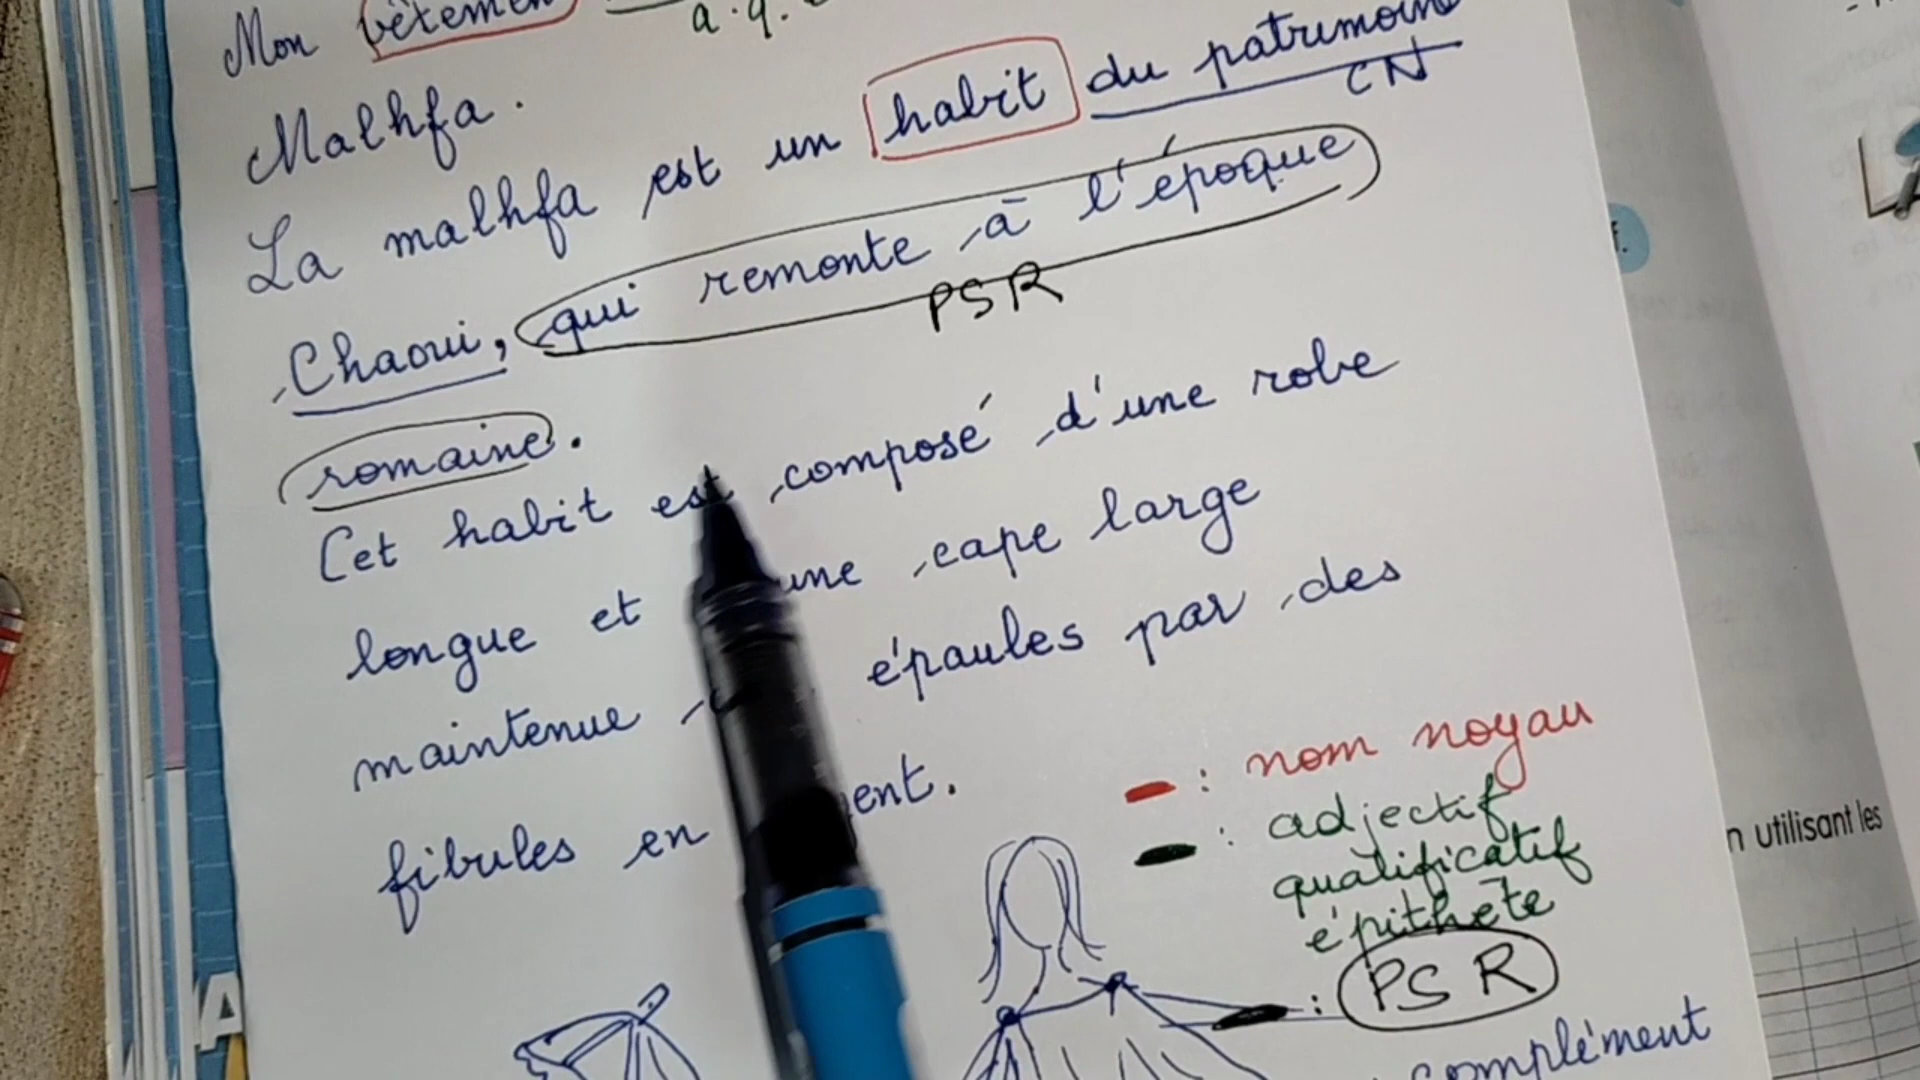 Mon vêtemen
a.q.
Malhfa.
La malhfa est un habit du patrimoine
CN
Chaoui, qui remonte à l'époque
PSR
romaine.
Cet habit est composé d'une robe
longue et une cape large
maintenue épaules par des
fibules en ent.
- : nom noyau
- : adjectif
qualificatif
épithète
- : PSR
complément
A
f.
n utilisant les